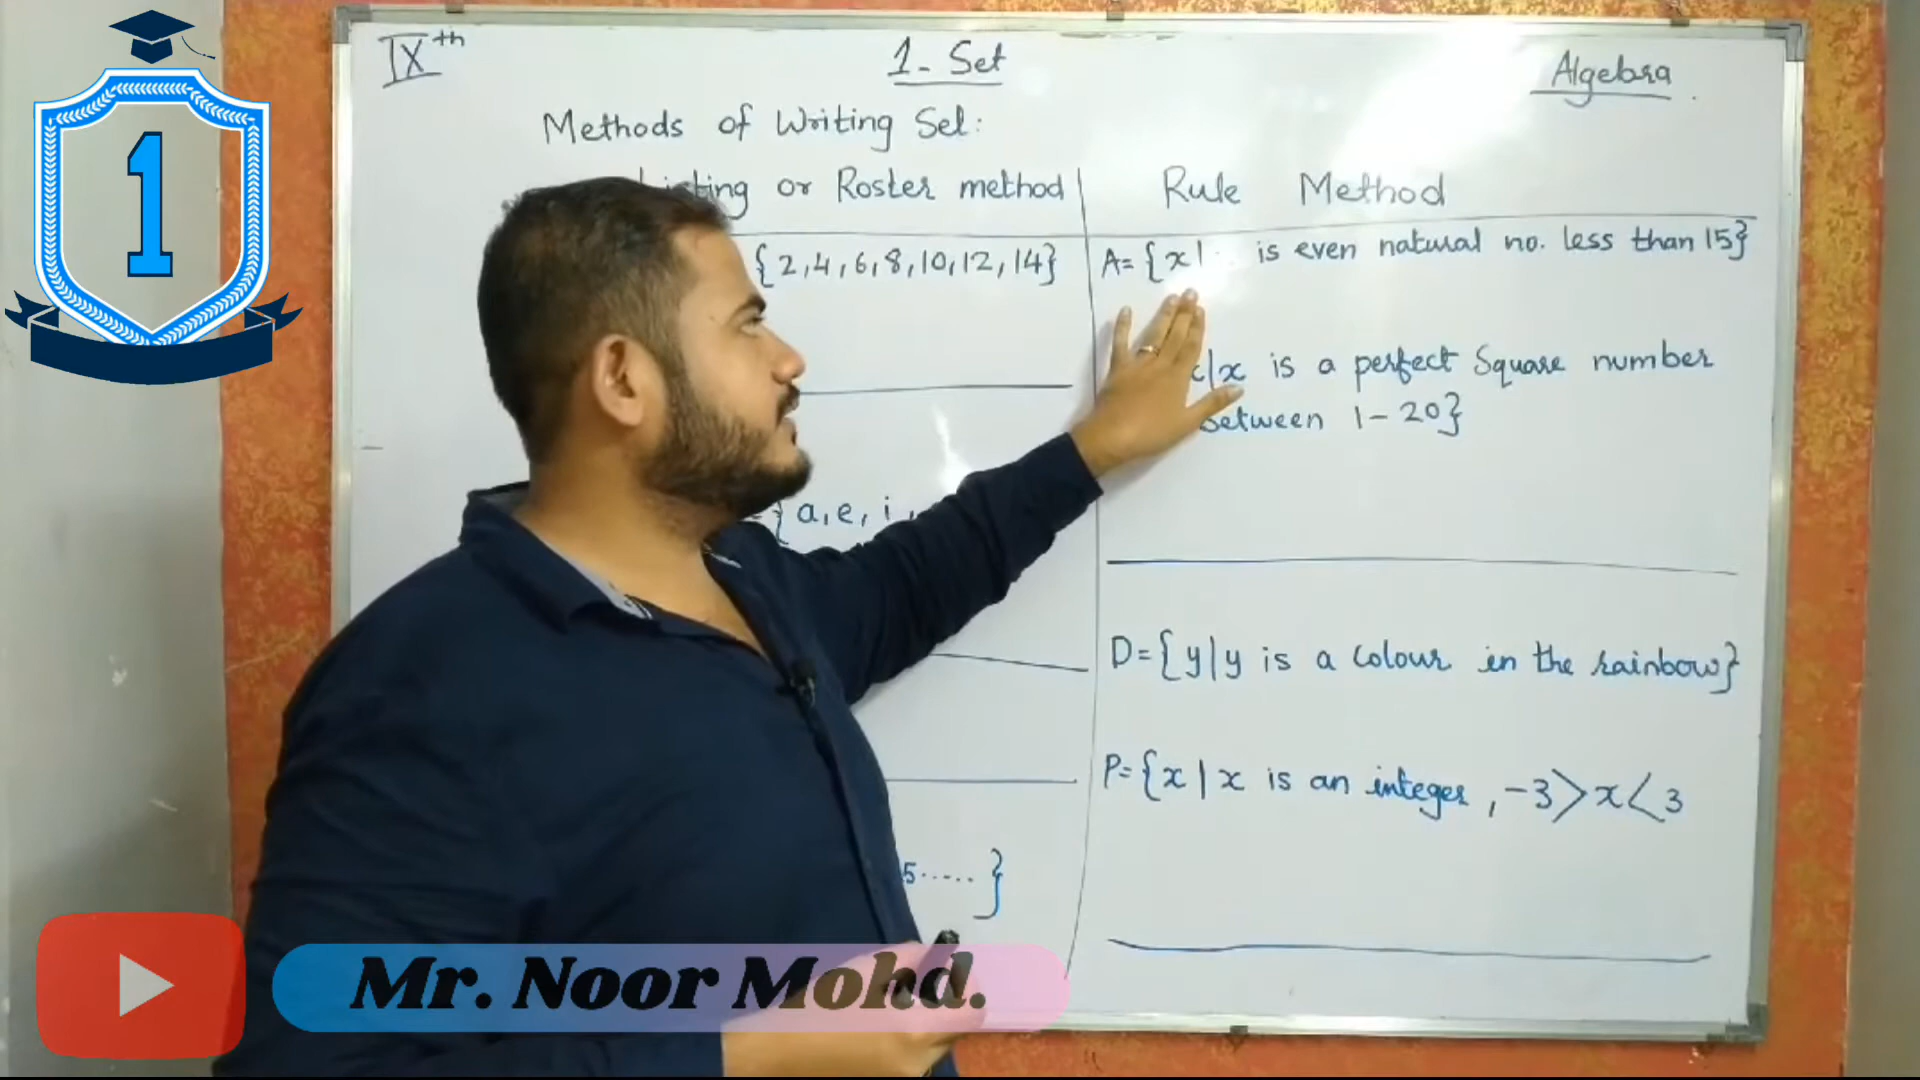 IXth
1- Set
Algebra
Methods of Writing Set:
Listing or Roster method
Rule Method
{2,4,6,8,10,12,14}
A={x| is even natural no. less than 15}
x|x is a perfect Square number
between 1-20}
={a,e,i,
D={y|y is a Colour in the rainbow}
P={x|x is an integer, -3>x<3
5.....}
1
Mr. Noor Mohd.